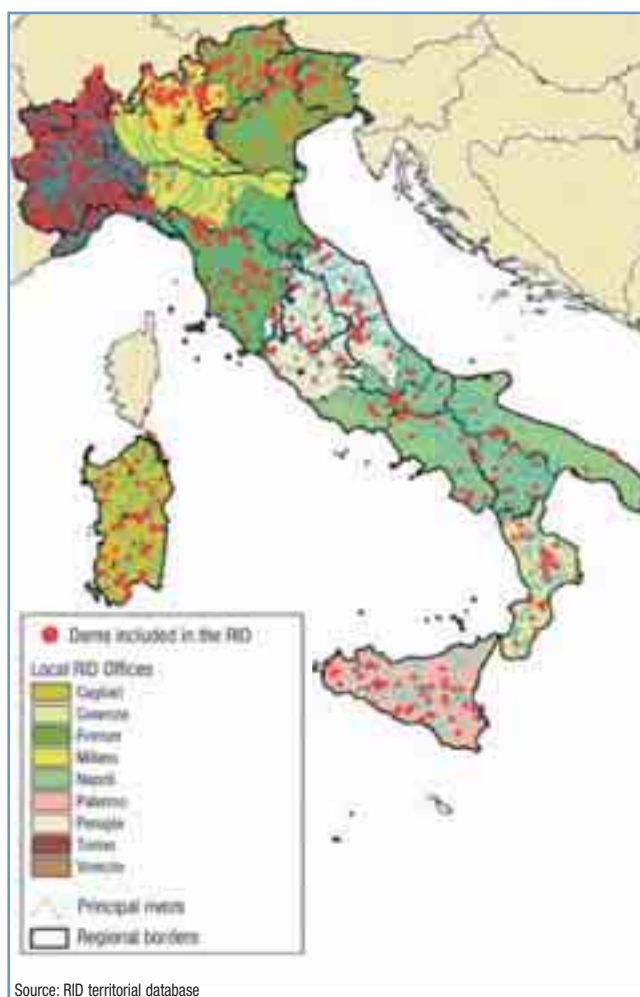 Dams included in the RID
Local RID Offices
Cagliari
Cosenza
Firenze
Milano
Napoli
Palermo
Perugia
Torino
Venezia
Principal rivers
Regional borders
Source: RID territorial database